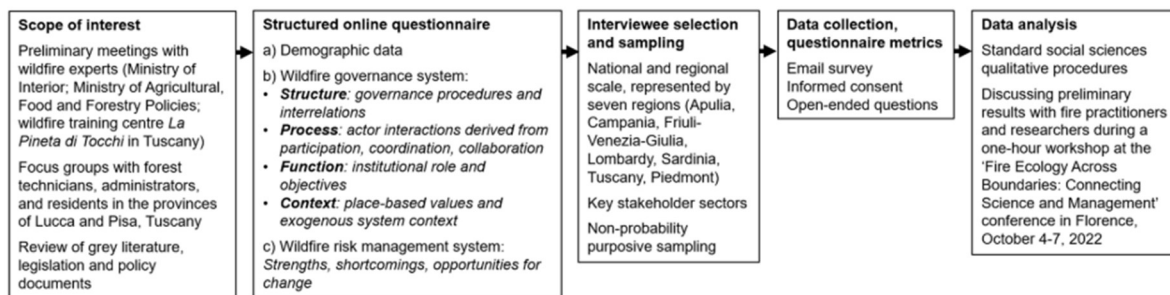 Scope of interest
Preliminary meetings with
wildfire experts (Ministry of
Interior; Ministry of Agricultural,
Food and Forestry Policies;
wildfire training centre La
Pineta di Tocchi in Tuscany)
Focus groups with forest
technicians, administrators,
and residents in the provinces
of Lucca and Pisa, Tuscany
Review of grey literature,
legislation and policy
documents
Structured online questionnaire
a) Demographic data
b) Wildfire governance system:
• Structure: governance procedures and
interrelations
• Process: actor interactions derived from
participation, coordination, collaboration
• Function: institutional role and
objectives
• Context: place-based values and
exogenous system context
c) Wildfire risk management system:
Strengths, shortcomings, opportunities for
change
Interviewee selection
and sampling
National and regional
scale, represented by
seven regions (Apulia,
Campania, Friuli-
Venezia-Giulia,
Lombardy, Sardinia,
Tuscany, Piedmont)
Key stakeholder sectors
Non-probability
purposive sampling
Data collection,
questionnaire metrics
Email survey
Informed consent
Open-ended questions
Data analysis
Standard social sciences
qualitative procedures
Discussing preliminary
results with fire practitioners
and researchers during a
one-hour workshop at the
‘Fire Ecology Across
Boundaries: Connecting
Science and Management’
conference in Florence,
October 4-7, 2022